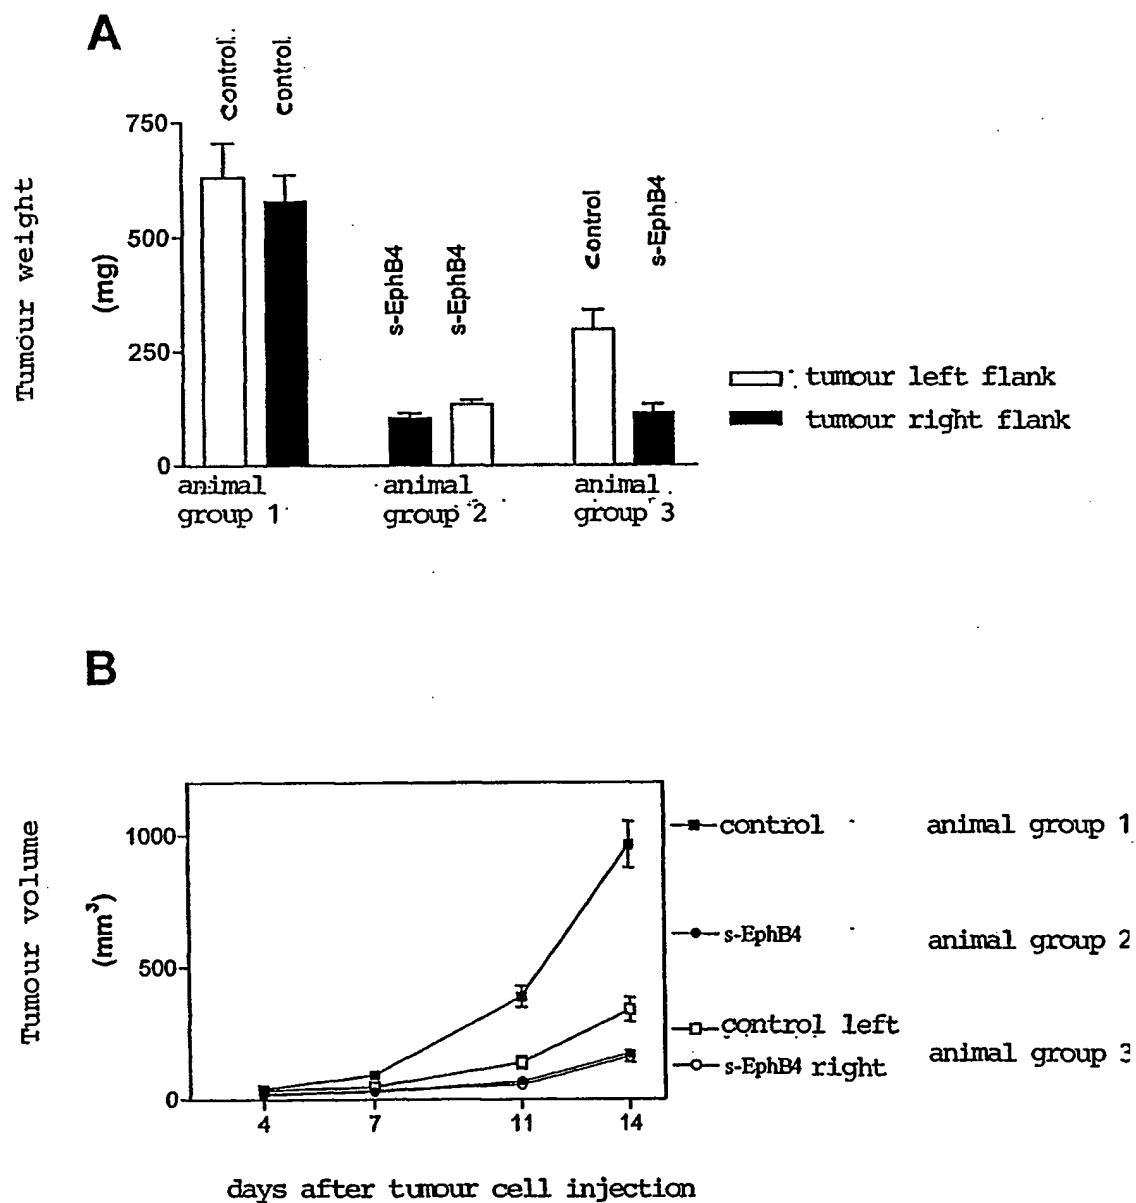 A
control
control
750
500
250
0
Tumour weight
(mg)
s-EphB4
s-EphB4
control
s-EphB4
tumour left flank
tumour right flank
animal group 1
animal group 2
animal group 3
B
Tumour volume
(mm³)
1000
500
0
4 7 11 14
days after tumour cell injection
control animal group 1
s-EphB4 animal group 2
control left
s-EphB4 right
animal group 3